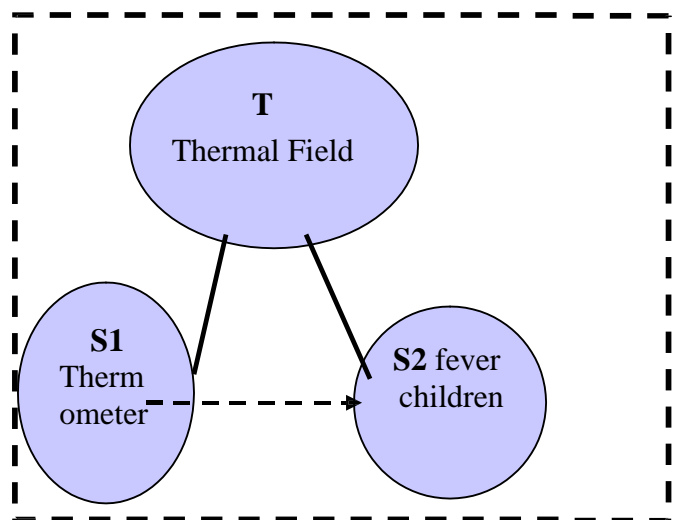 T
Thermal Field
S1
Therm
ometer
S2 fever
children